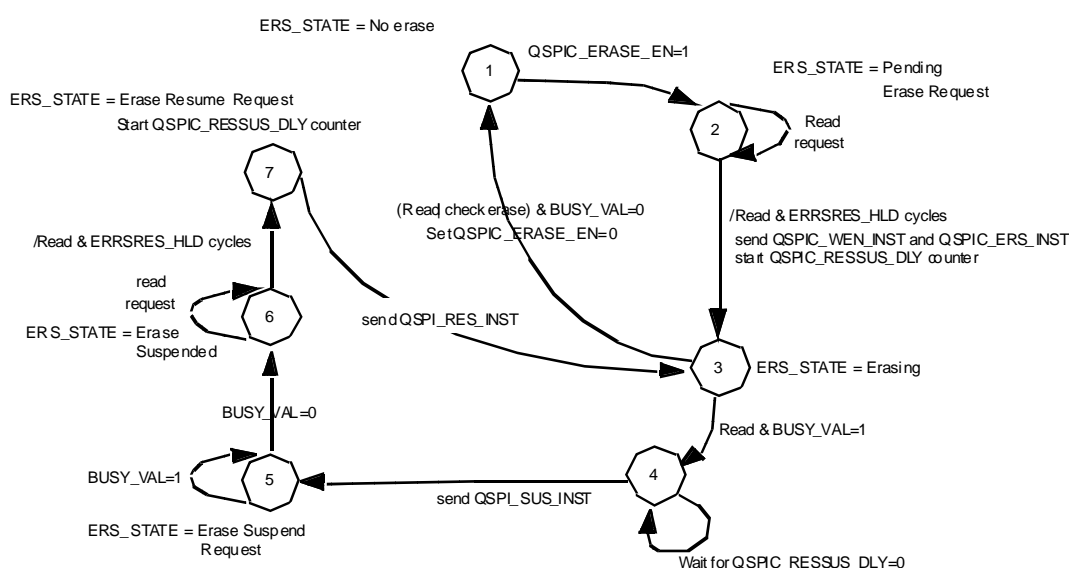 ERS_STATE = No erase
1
QSPIC_ERASE_EN=1
ERS_STATE = Pending
Erase Request
2
Read
request
ERS_STATE = Erase Resume Request
Start QSPIC_RESSUS_DLY counter
7
(Read|check erase) & BUSY_VAL=0
Set QSPIC_ERASE_EN=0
/Read & ERRSRES_HLD cycles
send QSPIC_WEN_INST and QSPIC_ERS_INST
start QSPIC_RESSUS_DLY counter
/Read & ERRSRES_HLD cycles
read
request
6
ERS_STATE = Erase
Suspended
send QSPI_RES_INST
3
ERS_STATE = Erasing
BUSY_VAL=0
Read & BUSY_VAL=1
4
BUSY_VAL=1
5
send QSPI_SUS_INST
ERS_STATE = Erase Suspend
Request
Wait for QSPIC_RESSUS_DLY=0